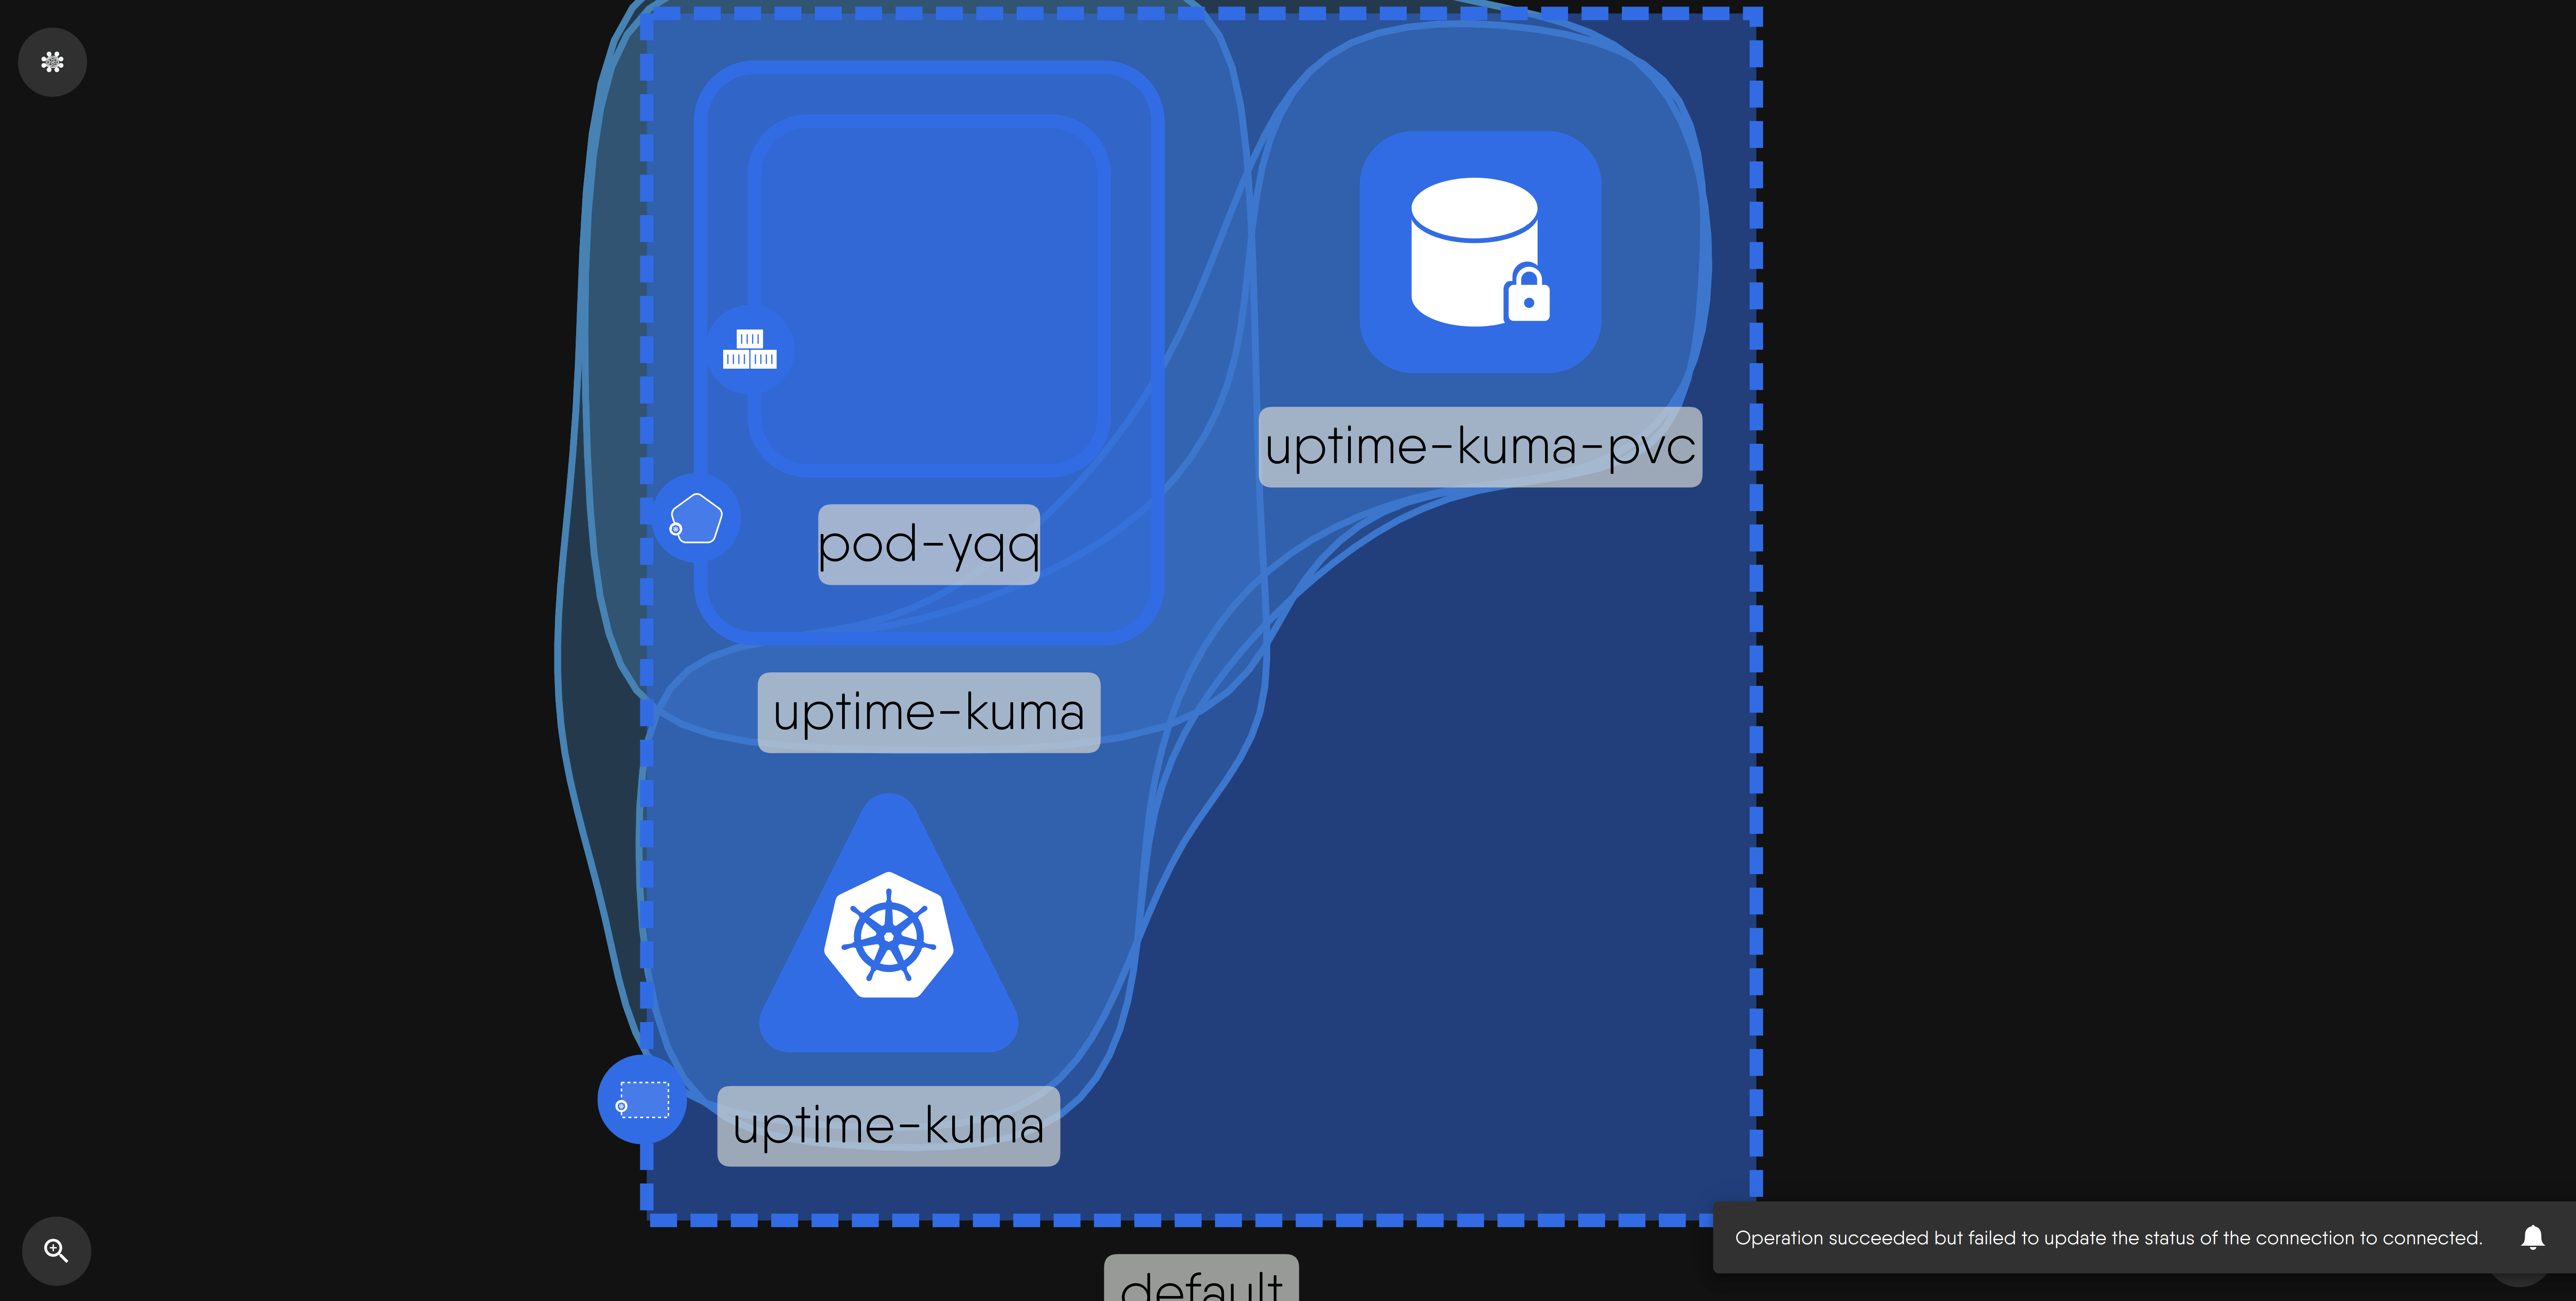 uptime-kuma-pvc
pod-yqq
uptime-kuma
uptime-kuma
Operation succeeded but failed to update the status of the connection to connected.
default